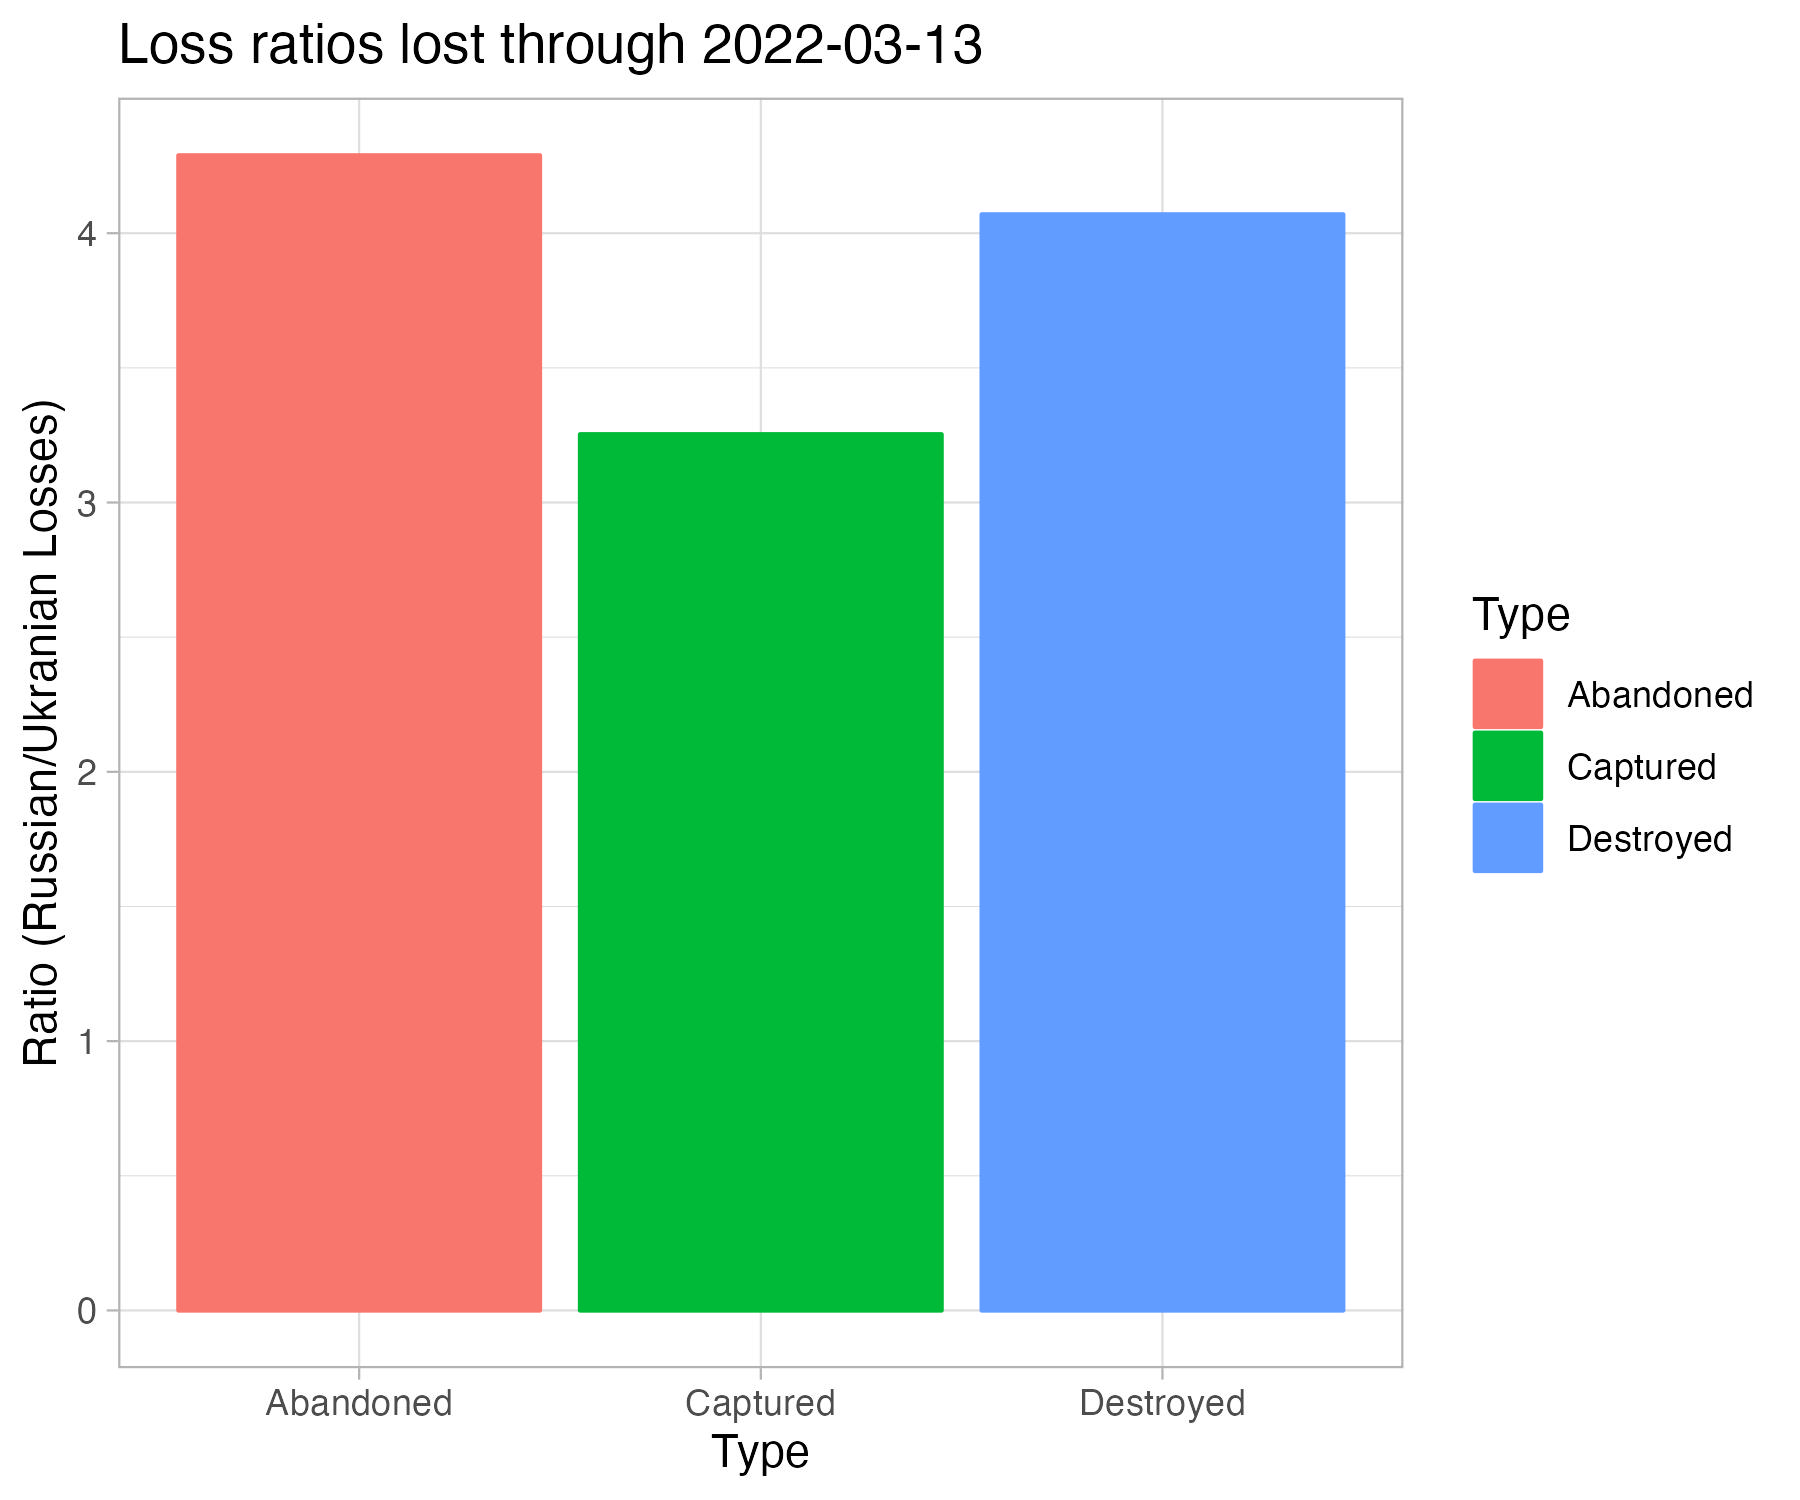 Loss ratios lost through 2022-03-13
Ratio (Russian/Ukranian Losses)
4
3
2
1
0
Abandoned
Captured
Destroyed
Type
Type
Abandoned
Captured
Destroyed